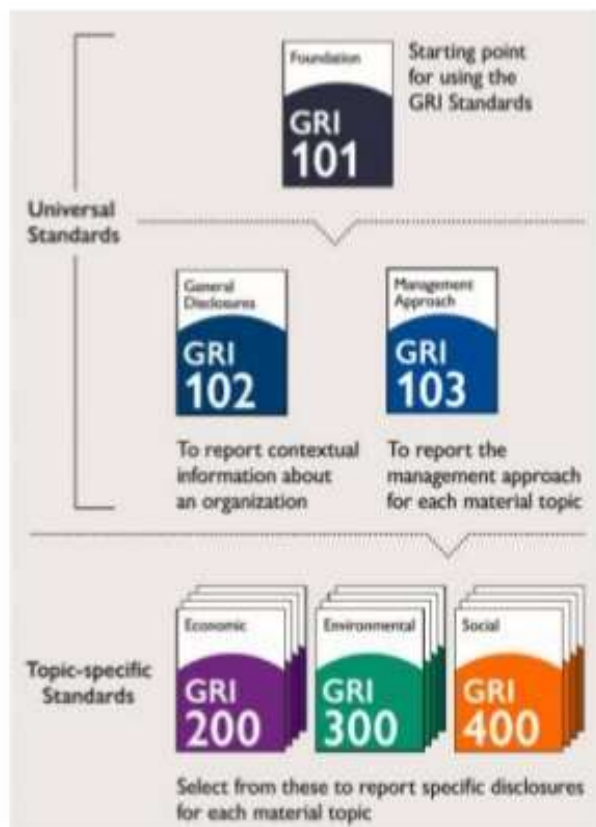 Foundation
GRI
101
Starting point
for using the
GRI Standards
Universal
Standards
General
Disclosures
GRI
102
Management
Approach
GRI
103
To report contextual
information about
an organization
To report the
management approach
for each material topic
Topic-specific
Standards
Economic
GRI
200
Environmental
GRI
300
Social
GRI
400
Select from these to report specific disclosures
for each material topic